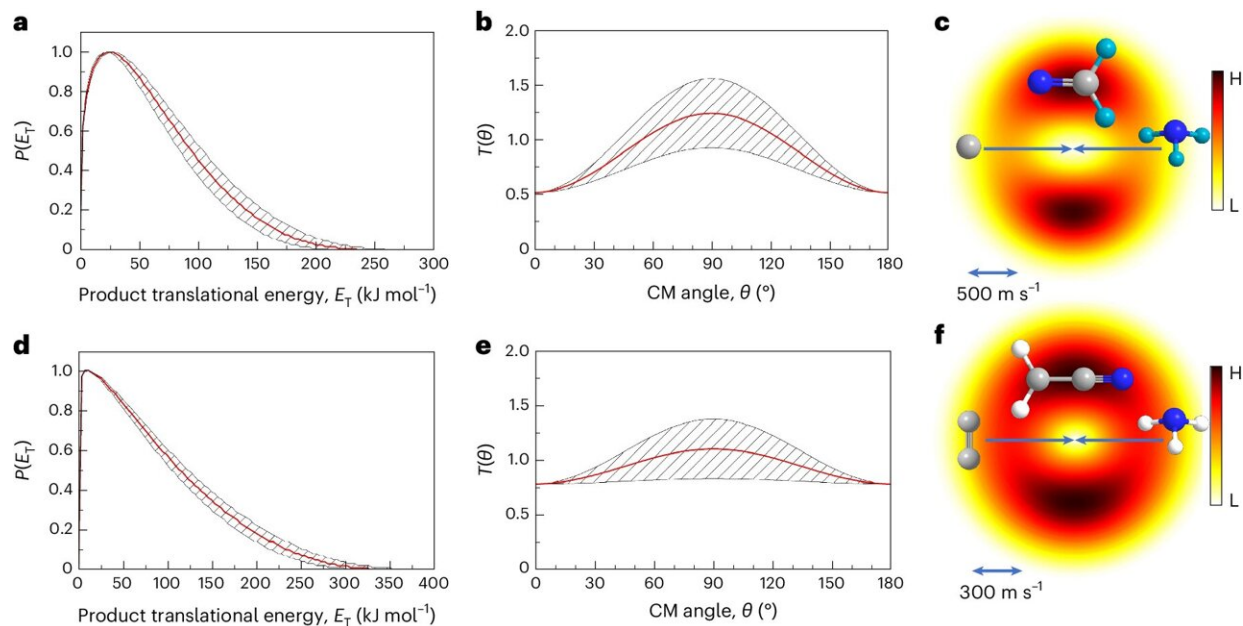 a
P(E_T)
1.0
0.8
0.6
0.4
0.2
0
0 50 100 150 200 250 300
Product translational energy, E_T (kJ mol⁻¹)
b
T(θ)
2.0
1.5
1.0
0.5
0
0 30 60 90 120 150 180
CM angle, θ (°)
c
H
L
500 m s⁻¹
d
P(E_T)
1.0
0.8
0.6
0.4
0.2
0
0 50 100 150 200 250 300 350 400
Product translational energy, E_T (kJ mol⁻¹)
e
T(θ)
2.0
1.5
1.0
0.5
0
0 30 60 90 120 150 180
CM angle, θ (°)
f
H
L
300 m s⁻¹